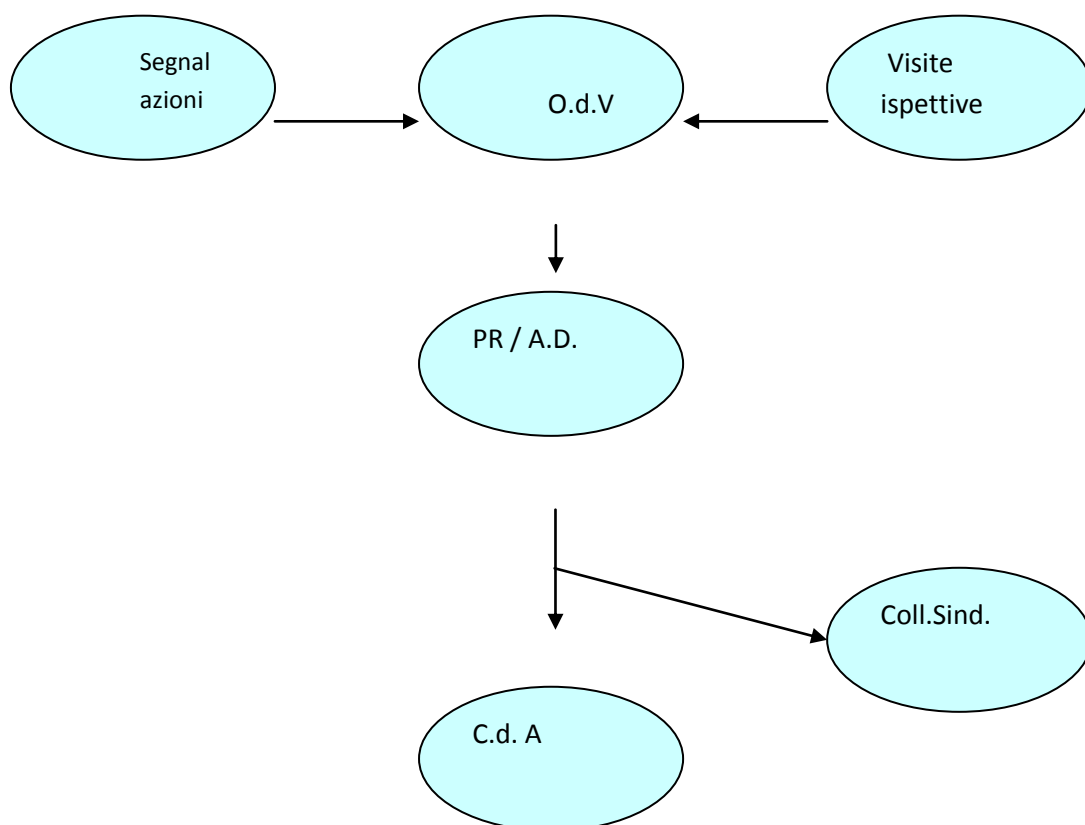 Segnal
azioni
O.d.V
Visite
ispettive
PR / A.D.
Coll.Sind.
C.d. A